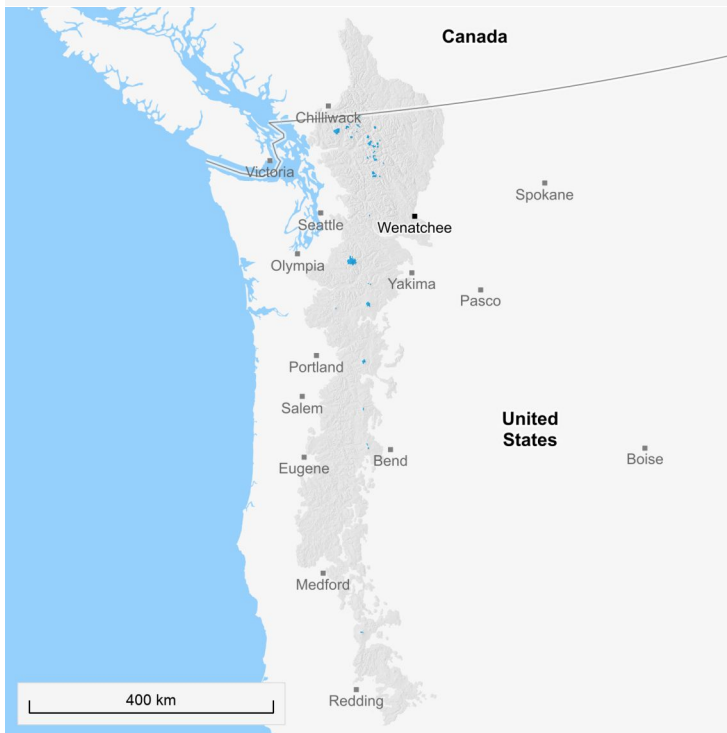 Canada
Chilliwack
Victoria
Spokane
Seattle
Wenatchee
Olympia
Yakima
Pasco
Portland
Salem
United
States
Eugene
Bend
Boise
Medford
400 km
Redding